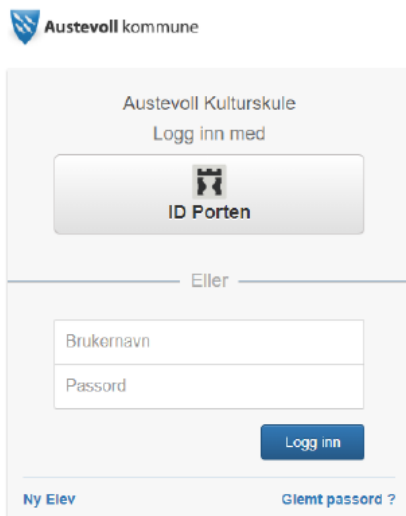 Austevoll kommune
Austevoll Kulturskule
Logg inn med
ID Porten
Eller
Brukernavn
Passord
Logg inn
Ny Elev Glemt passord ?